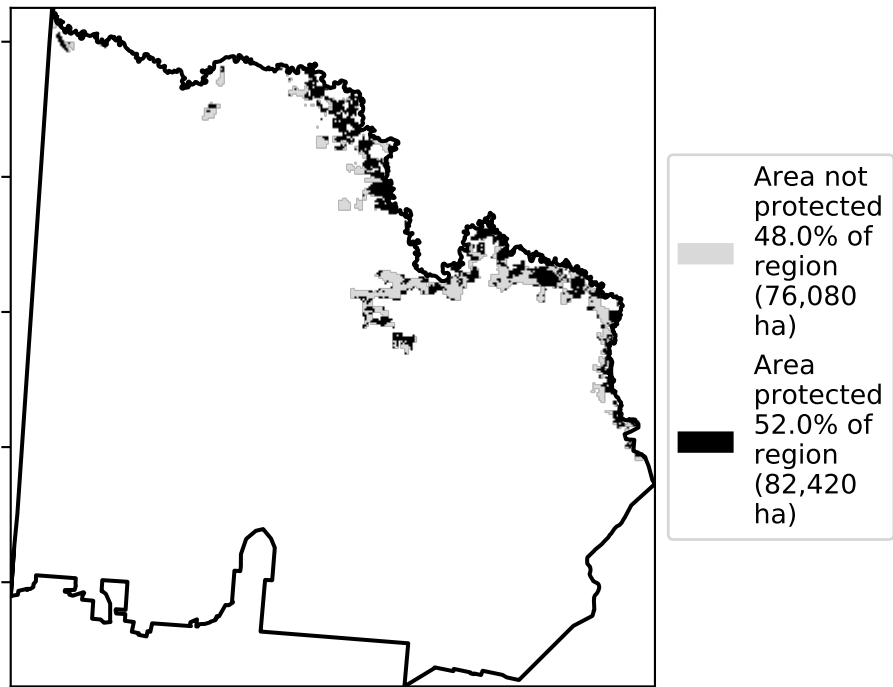 Area not
protected
48.0% of
region
(76,080
ha)
Area
protected
52.0% of
region
(82,420
ha)